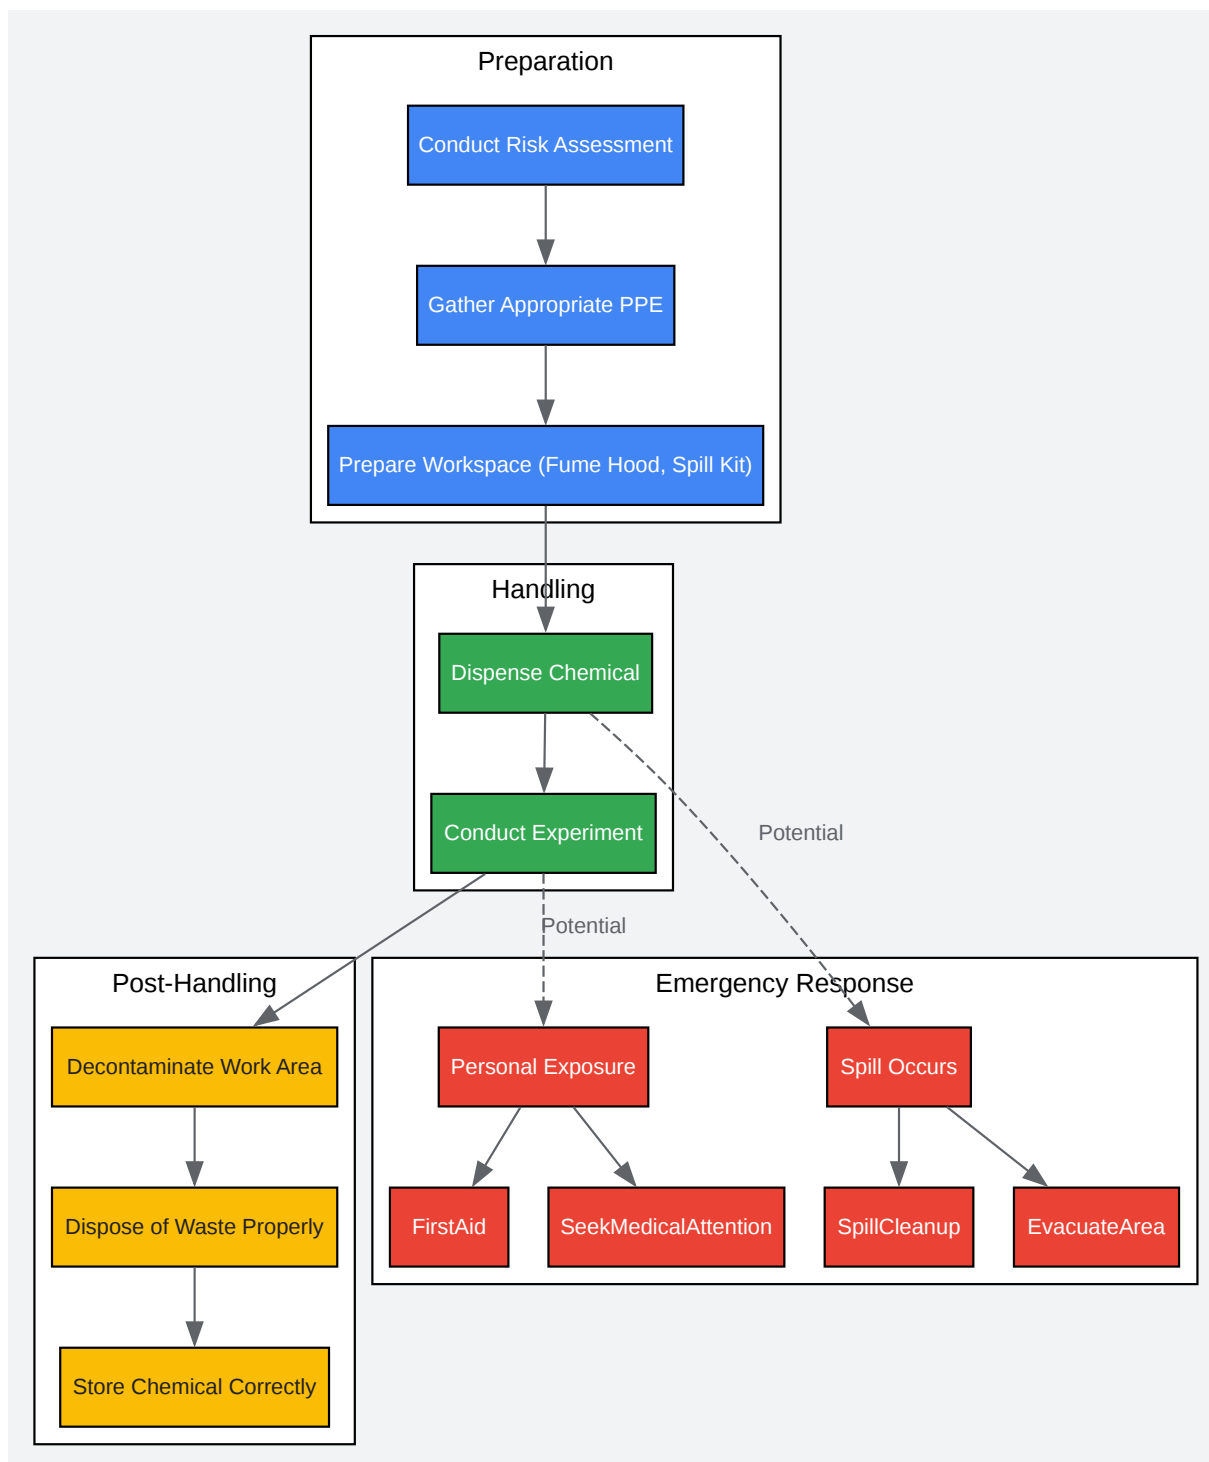 Preparation
Conduct Risk Assessment
Gather Appropriate PPE
Prepare Workspace (Fume Hood, Spill Kit)
Handling
Dispense Chemical
Conduct Experiment
Potential
Potential
Post-Handling
Decontaminate Work Area
Dispose of Waste Properly
Store Chemical Correctly
Emergency Response
Personal Exposure
Spill Occurs
FirstAid
SeekMedicalAttention
SpillCleanup
EvacuateArea